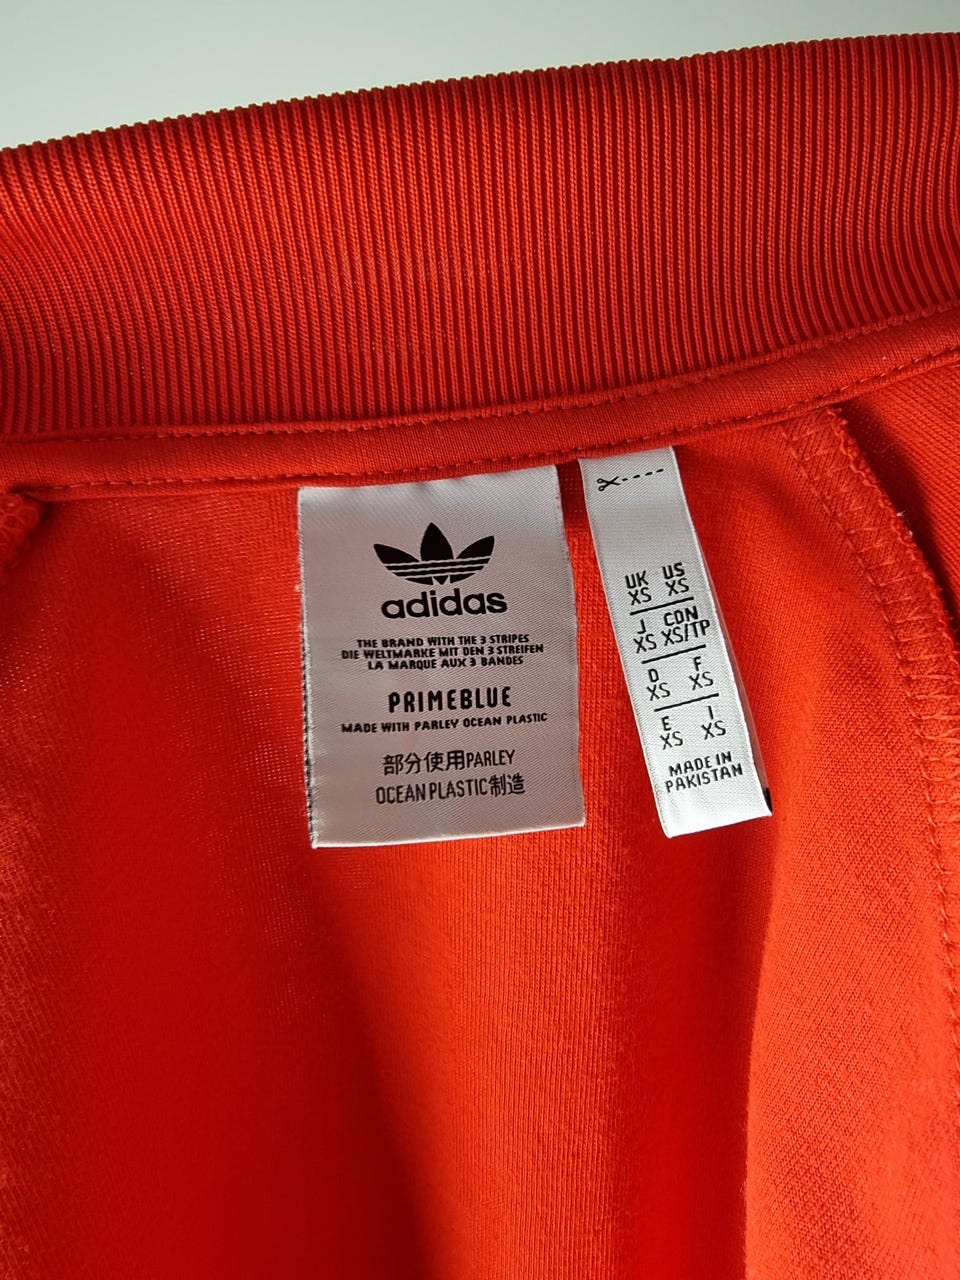 adidas
THE BRAND WITH THE 3 STRIPES
DIE WELTMARKE MIT DEN 3 STREIFEN
LA MARQUE AUX 3 BANDES
PRIMEBLUE
MADE WITH PARLEY OCEAN PLASTIC
部分使用PARLEY
OCEAN PLASTIC制造
UK US
XS XS
J CDN
XS XS/TP
D F
XS XS
E I
XS XS
MADE IN
PAKISTAN